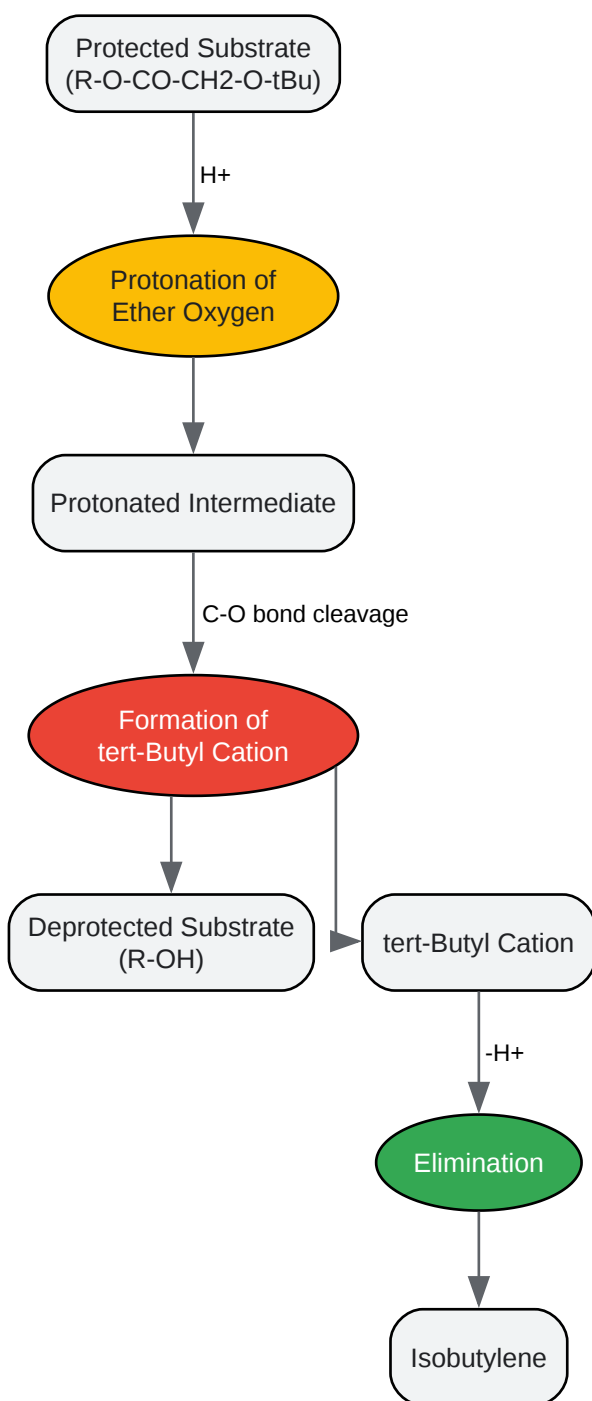 Protected Substrate
(R-O-CO-CH2-O-tBu)
H+
Protonation of
Ether Oxygen
Protonated Intermediate
C-O bond cleavage
Formation of
tert-Butyl Cation
Deprotected Substrate
(R-OH)
tert-Butyl Cation
-H+
Elimination
Isobutylene